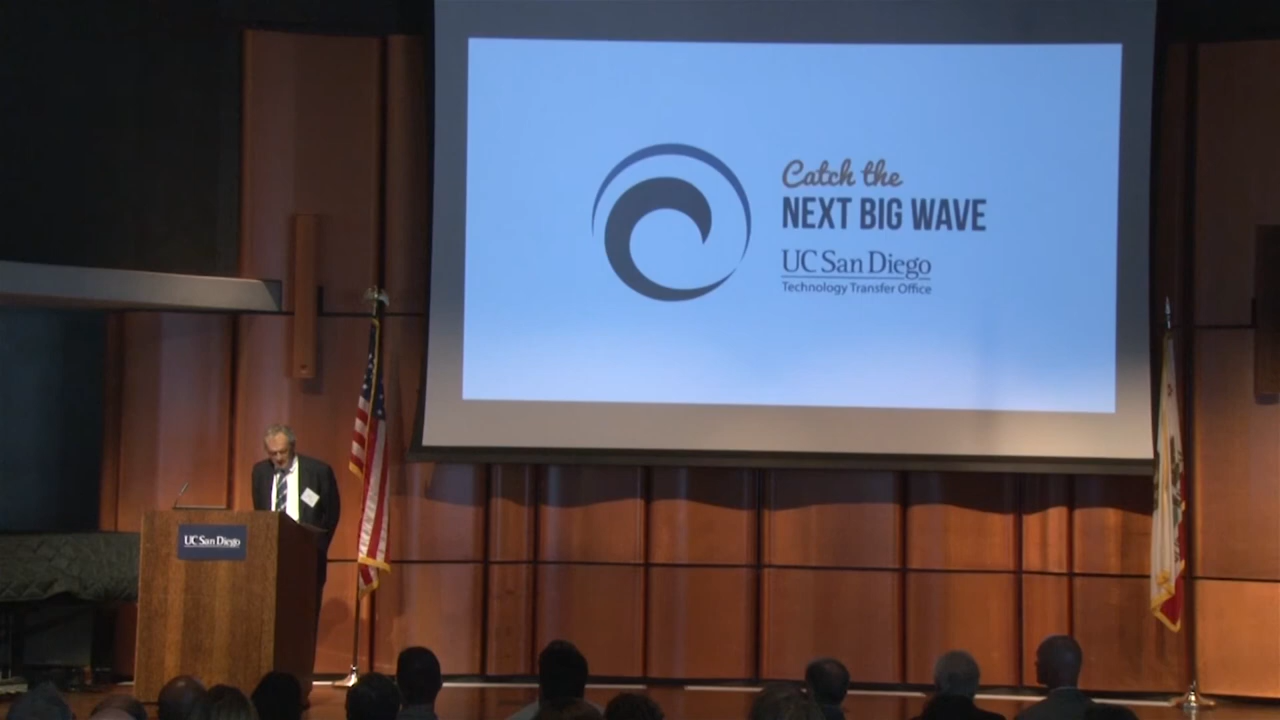 Catch the
NEXT BIG WAVE
UC San Diego
Technology Transfer Office
UC San Diego